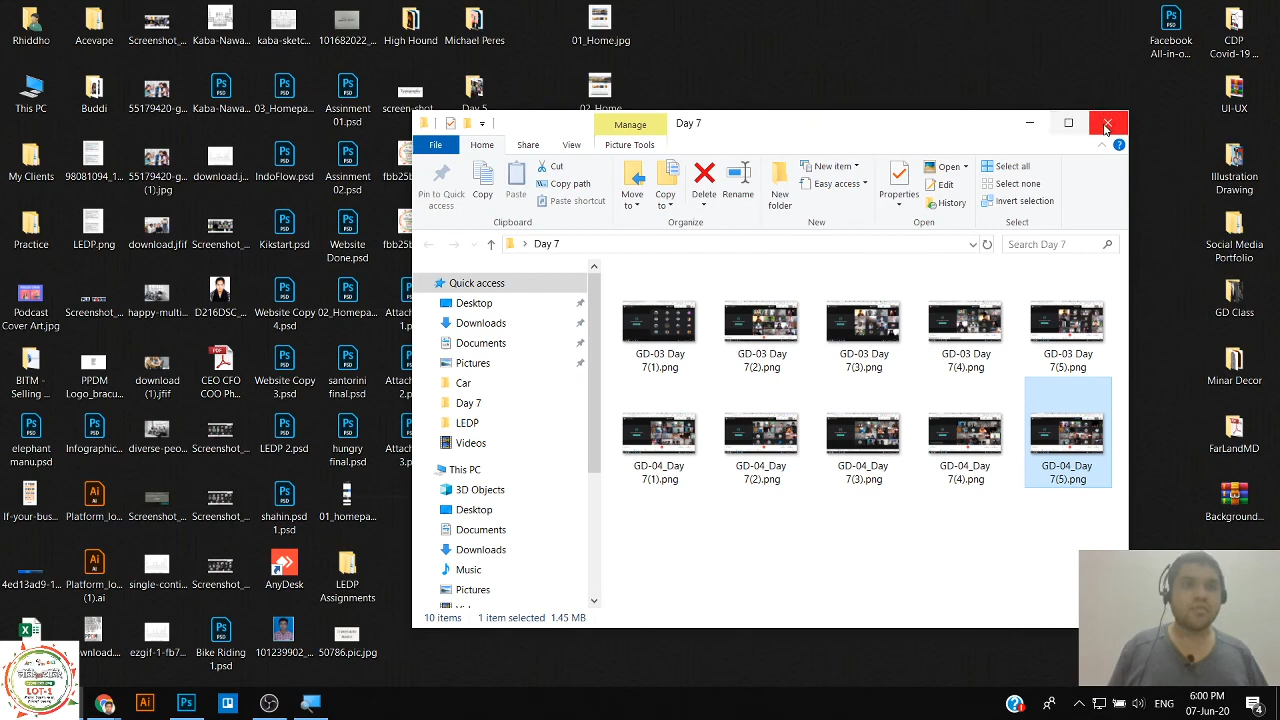 Rhiddho
Acevape
Screenshot_...
Kaba-Nawa...
kaba-sketc...
101682022_...
High Hound
Michael Peres
01_Home.jpg
Facebook All-in-o...
CDP Covid-19 ...
This PC
Buddi
55179420-g...
Kaba-Nawa...
03_Homepa...
Assinment 01.psd
screen-shot
Day 5
02_Home
UI-UX
My Clients
98081094_1...
55179420-g... (1).jpg
IndoFlow.psd
Assinment 02.psd
Illustration Drawing
Practice
LEDP.png
download.jfif
Screenshot_...
Kikstart.psd
Website Done.psd
Social Media Portfolio
Podcast Cover Art.jpg
Screenshot_...
happy-man...
D216DC7...
02_Homepa...
Attach... 1.p
GD Class
BITM - Selling ...
PPDM Logo_bracu...
download (1).jfif
CEO CFO COO Ph...
Website Copy 3.psd
santorini final.psd
Minar Decor
elephant manu.psd
Infographic...
diverse-peo...
Screenshot_...
LEDP-2.psd
hungry final.psd
FarLandMD
If-your-bus...
Platform_lo...
Screenshot_...
Screenshot_...
shahin.psd 1.psd
01_homepa...
Background...
4ed13ad9-1...
Platform_lo... (1).ai
single-conti...
Screenshot_...
AnyDesk
LEDP Assignments
ezgif-1-fb7...
Bike Riding 1.psd
101239902_...
50786.pic.jpg
Manage
Day 7
File
Home
Share
View
Picture Tools
Pin to Quick access
Copy
Paste
Cut
Copy path
Paste shortcut
Move to
Copy to
Delete
Rename
New folder
New item
Easy access
Properties
Open
Edit
History
Select all
Select none
Invert selection
Clipboard
Organize
New
Open
Select
Day 7
Search Day 7
Quick access
Desktop
Downloads
Documents
Pictures
Car
Day 7
LEDP
Videos
This PC
3D Objects
Desktop
Documents
Downloads
Music
Pictures
GD-03 Day 7(1).png
GD-03 Day 7(2).png
GD-03 Day 7(3).png
GD-03 Day 7(4).png
GD-03 Day 7(5).png
GD-04_Day 7(1).png
GD-04_Day 7(2).png
GD-04_Day 7(3).png
GD-04_Day 7(4).png
GD-04_Day 7(5).png
10 items
1 item selected 1.45 MB
LOT-1
ENG
6:00 PM
07-Jun-20